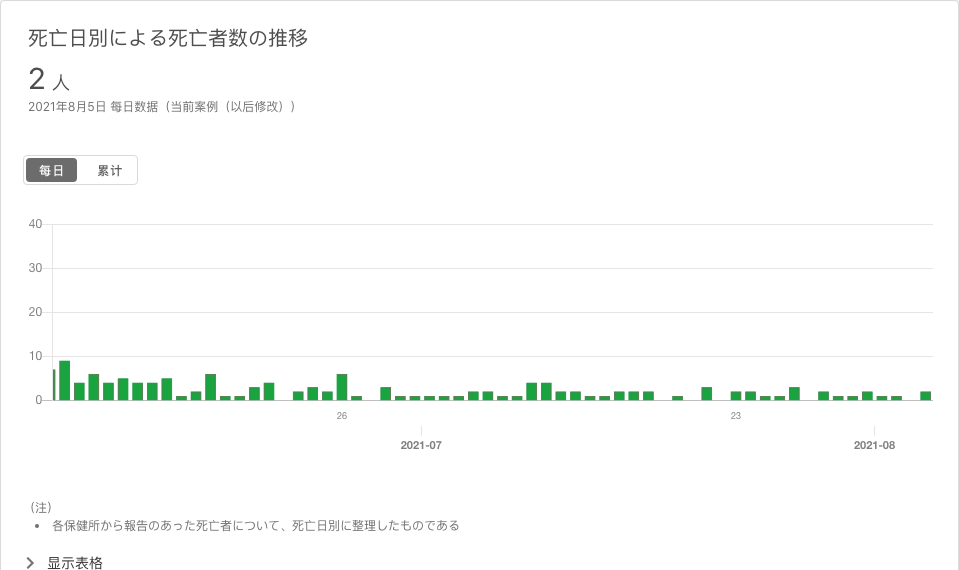 死亡日別による死亡者数の推移
2 人
2021年8月5日 毎日数据（当前案例（以后修改））
毎日 累计
40
30
20
10
0
26 23
2021-07 2021-08
（注）
• 各保健所から報告のあった死亡者について、死亡日別に整理したものである
显示表格